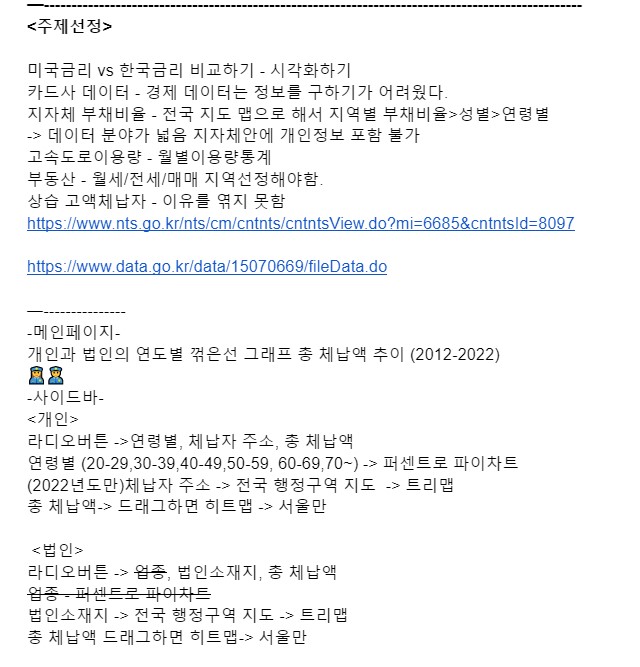 —---------------------------------------------------------------------------------------------
<주제선정>
미국금리 vs 한국금리 비교하기 - 시각화하기
카드사 데이터 - 경제 데이터는 정보를 구하기가 어려웠다.
지자체 부채비율 - 전국 지도 맵으로 해서 지역별 부채비율>성별>연령별
-> 데이터 분야가 넓음 지자체안에 개인정보 포함 불가
고속도로이용량 - 월별이용량통계
부동산 - 월세/전세/매매 지역선정해야함.
상습 고액체납자 - 이유를 엮지 못함
https://www.nts.go.kr/nts/cm/cntnts/cntntsView.do?mi=6685&cntntsId=8097
https://www.data.go.kr/data/15070669/fileData.do
—---------------
-메인페이지-
개인과 법인의 연도별 꺾은선 그래프 총 체납액 추이 (2012-2022)
-사이드바-
<개인>
라디오버튼 ->연령별, 체납자 주소, 총 체납액
연령별 (20-29,30-39,40-49,50-59, 60-69,70~) -> 퍼센트로 파이차트
(2022년도만)체납자 주소 -> 전국 행정구역 지도  -> 트리맵
총 체납액-> 드래그하면 히트맵 -> 서울만
<법인>
라디오버튼 -> 업종, 법인소재지, 총 체납액
업종 - 퍼센트로 파이차트
법인소재지 -> 전국 행정구역 지도 -> 트리맵
총 체납액 드래그하면 히트맵-> 서울만